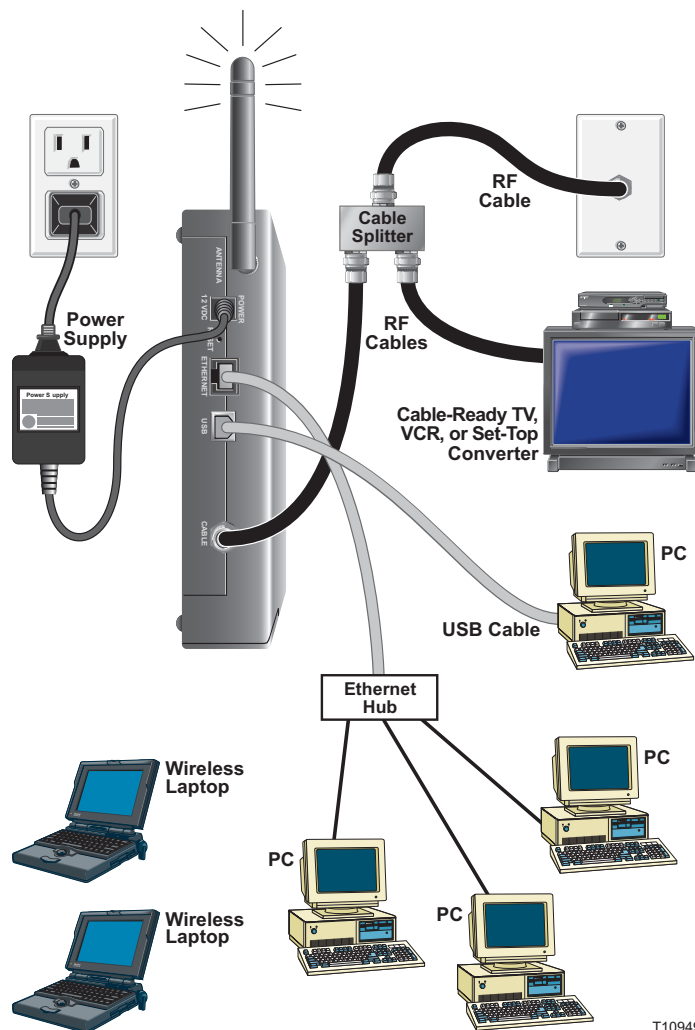 RF
Cable
Cable
Splitter
ANTENNA
POWER
12 VDC
Power
Supply
RF
Cables
ETHERNET
Power S upply
USB
Cable-Ready TV,
VCR, or Set-Top
Converter
CABLE
PC
USB Cable
Ethernet
Hub
PC
Wireless
Laptop
PC
PC
Wireless
Laptop